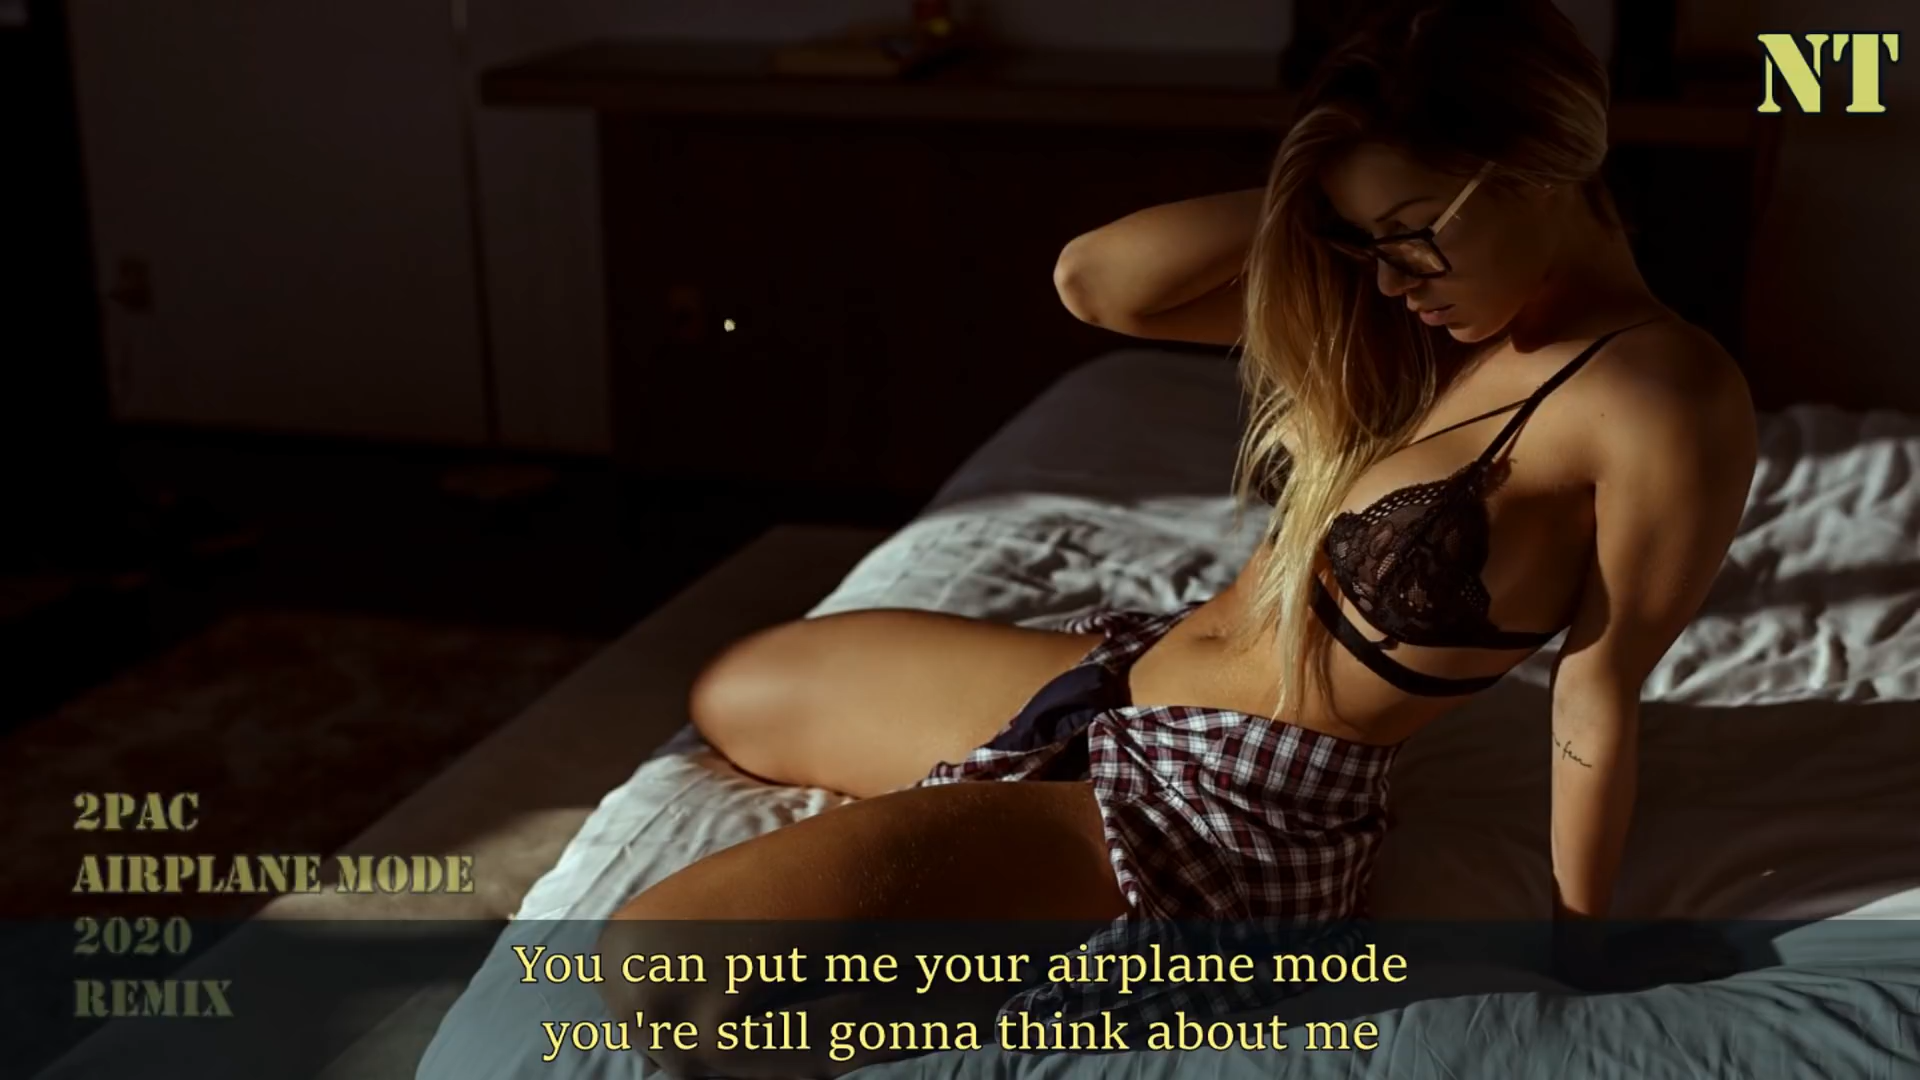 NT
2PAC
AIRPLANE MODE
2020
REMIX
You can put me your airplane mode
you're still gonna think about me